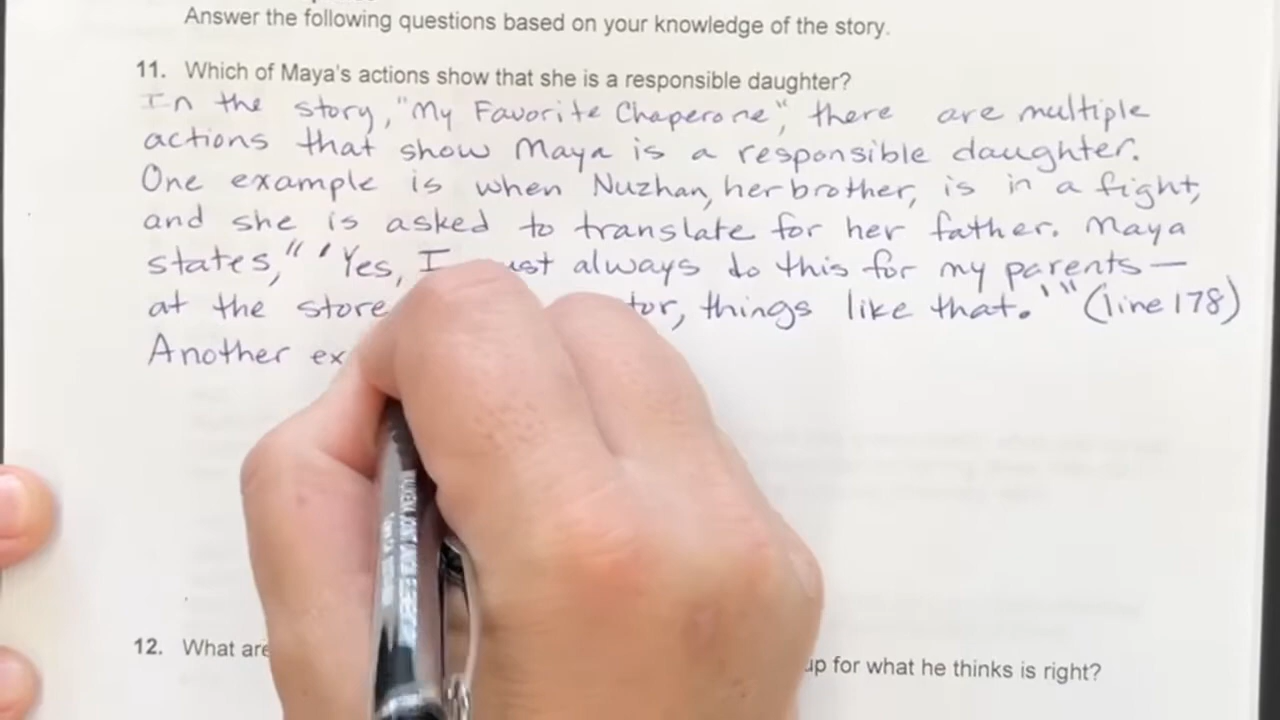 Answer the following questions based on your knowledge of the story.
11. Which of Maya's actions show that she is a responsible daughter?
In the story, "My Favorite Chaperone", there are multiple
actions that show Maya is a responsible daughter.
One example is when Nuzhan, her brother, is in a fight,
and she is asked to translate for her father. Maya
states, "'Yes, I ust always do this for my parents—
at the store tor, things like that.'" (line 178)
Another ex
12. What are up for what he thinks is right?